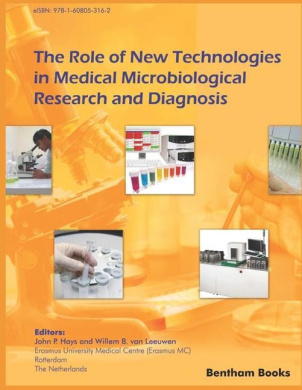 eISBN: 978-1-60805-316-2
The Role of New Technologies
in Medical Microbiological
Research and Diagnosis
Editors:
John P. Hays and Willem B. van Leeuwen
Erasmus University Medical Centre (Erasmus MC)
Rotterdam
The Netherlands
Bentham Books